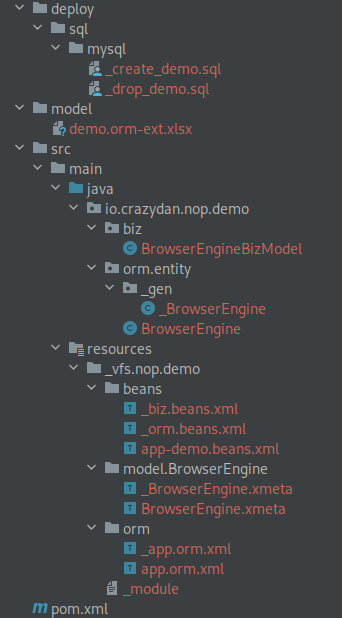 deploy
sql
mysql
_create_demo.sql
_drop_demo.sql
model
demo.orm-ext.xlsx
src
main
java
io.crazydan.nop.demo
biz
BrowserEngineBizModel
orm.entity
_gen
_BrowserEngine
BrowserEngine
resources
_vfs.nop.demo
beans
_biz.beans.xml
_orm.beans.xml
app-demo.beans.xml
model.BrowserEngine
_BrowserEngine.xmeta
BrowserEngine.xmeta
orm
_app.orm.xml
app.orm.xml
_module
pom.xml